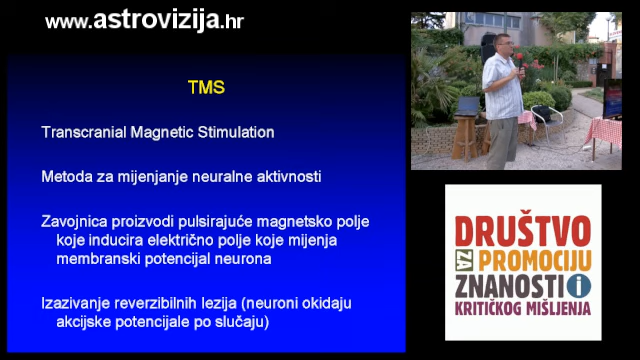 www.astrovizija.hr
TMS
Transcranial Magnetic Stimulation
Metoda za mijenjanje neuralne aktivnosti
Zavojnica proizvodi pulsirajuće magnetsko polje
koje inducira električno polje koje mijenja
membranski potencijal neurona
Izazivanje reverzibilnih lezija (neuroni okidaju
akcijske potencijale po slučaju)
DRUŠTVO
ZA PROMOCIJU
ZNANOSTI i
KRITIČKOG MIŠLJENJA